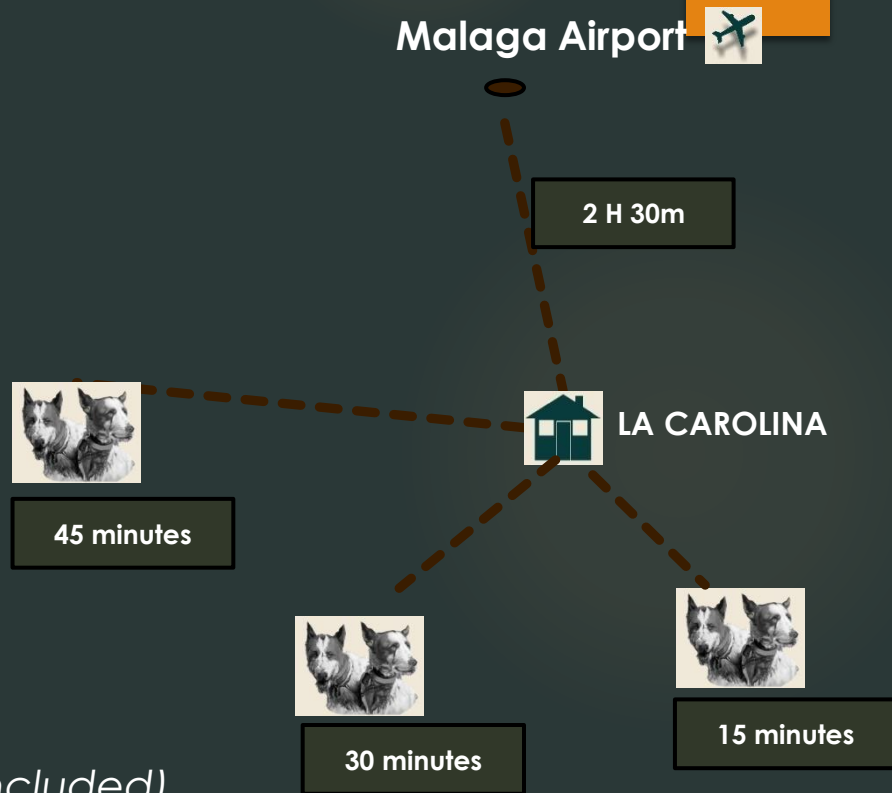 Malaga Airport
2 H 30m
LA CAROLINA
45 minutes
30 minutes
15 minutes